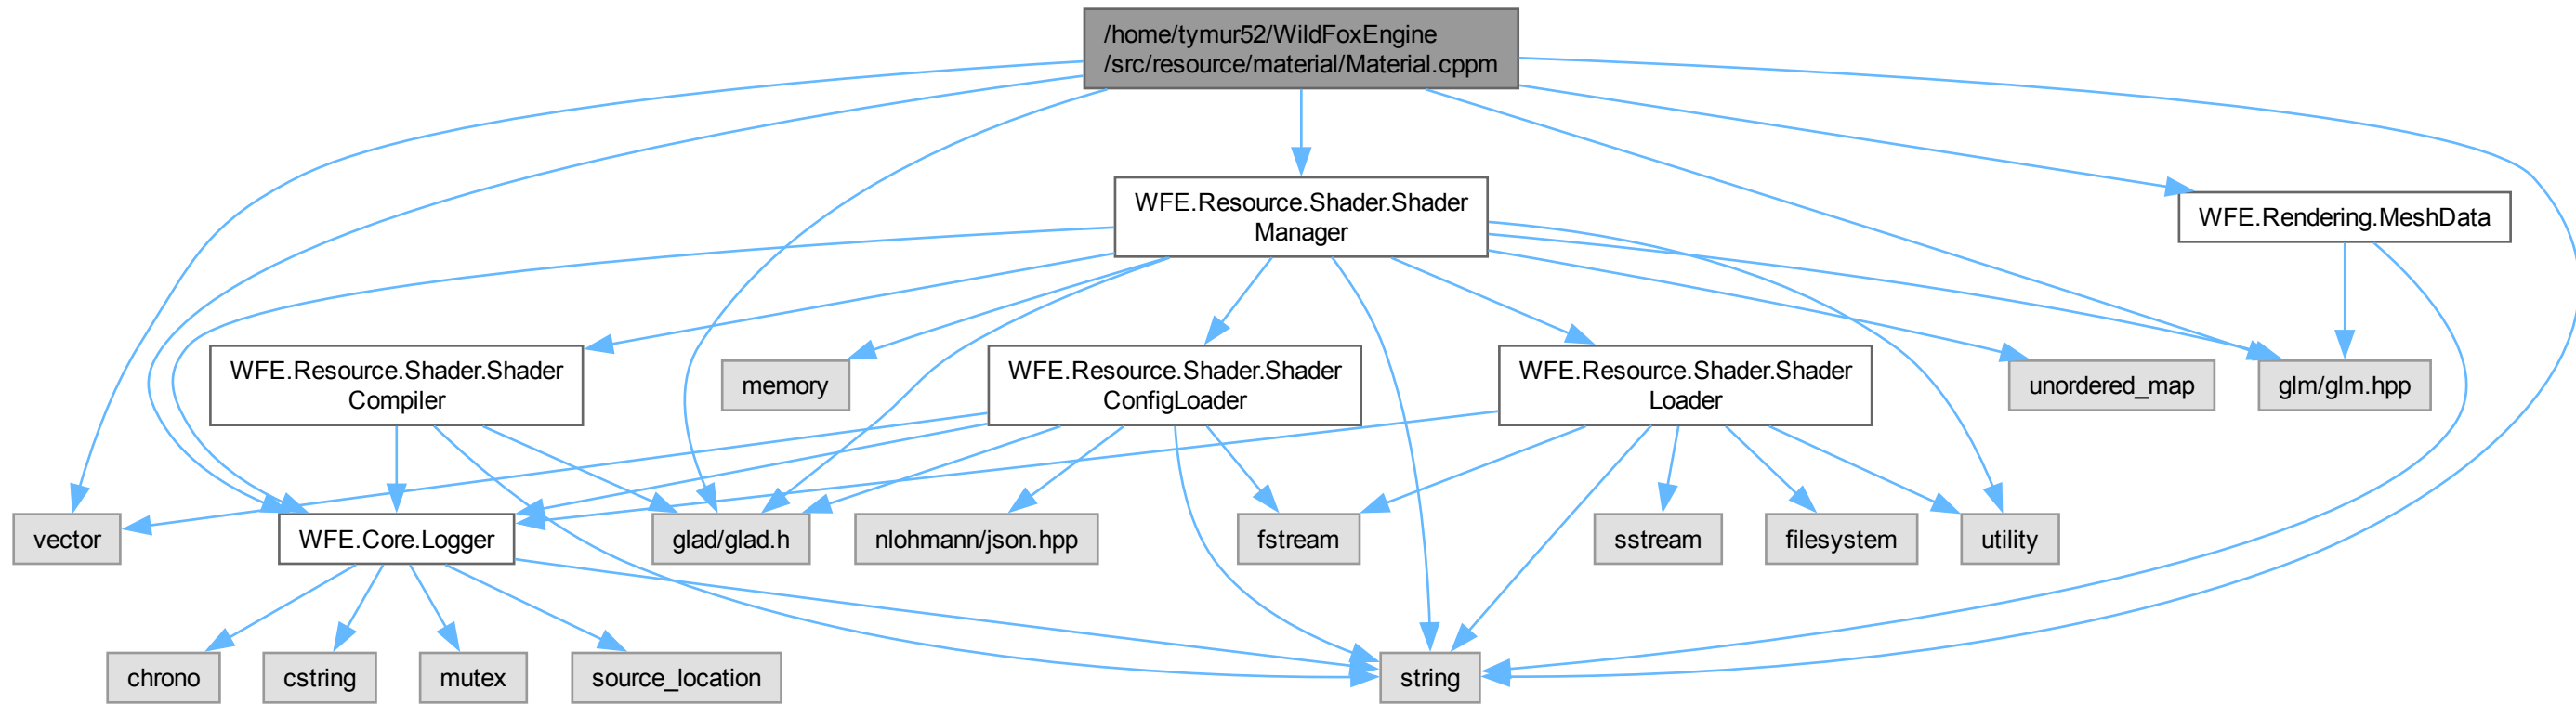 /home/tymur52/WildFoxEngine
/src/resource/material/Material.cppm
WFE.Resource.Shader.Shader
Manager
WFE.Rendering.MeshData
WFE.Resource.Shader.Shader
Compiler
memory
WFE.Resource.Shader.Shader
ConfigLoader
WFE.Resource.Shader.Shader
Loader
unordered_map
glm/glm.hpp
vector
WFE.Core.Logger
glad/glad.h
nlohmann/json.hpp
fstream
sstream
filesystem
utility
chrono
cstring
mutex
source_location
string